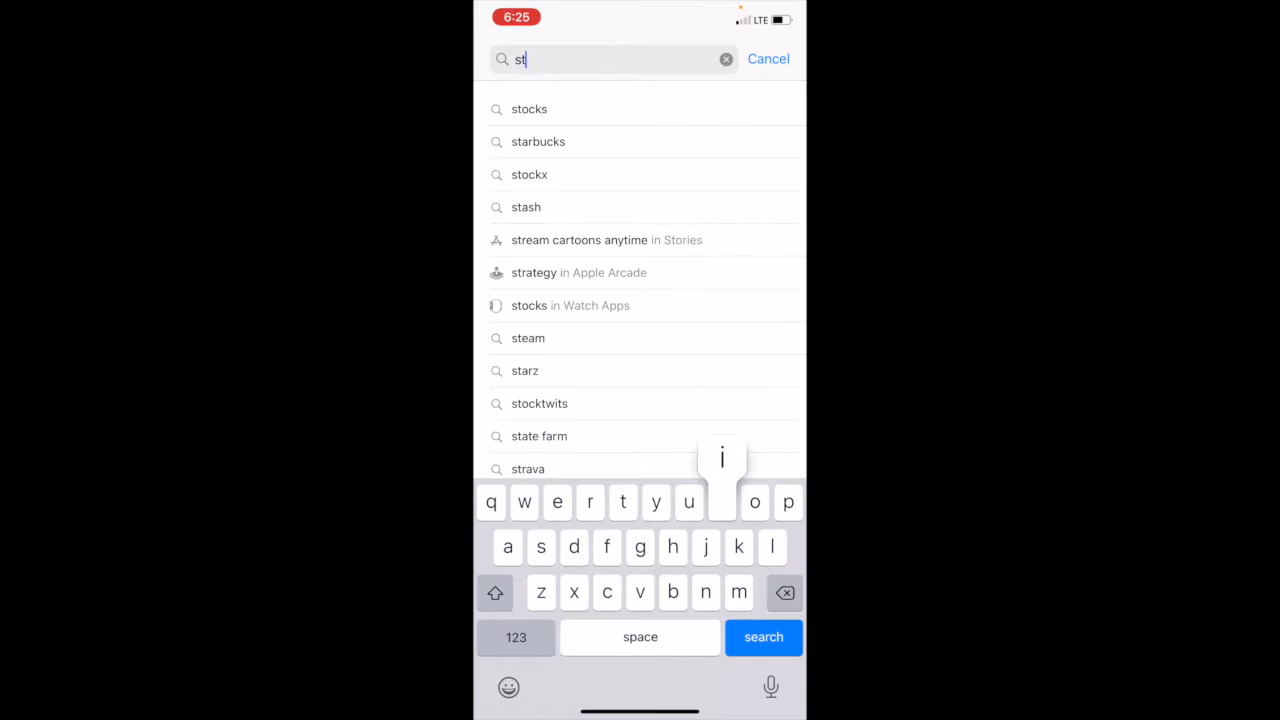 6:25 LTE
st Cancel
stocks
starbucks
stockx
stash
stream cartoons anytime in Stories
strategy in Apple Arcade
stocks in Watch Apps
steam
starz
stocktwits
state farm
strava
i
q w e r t y u o p
a s d f g h j k l
z x c v b n m
123 space search